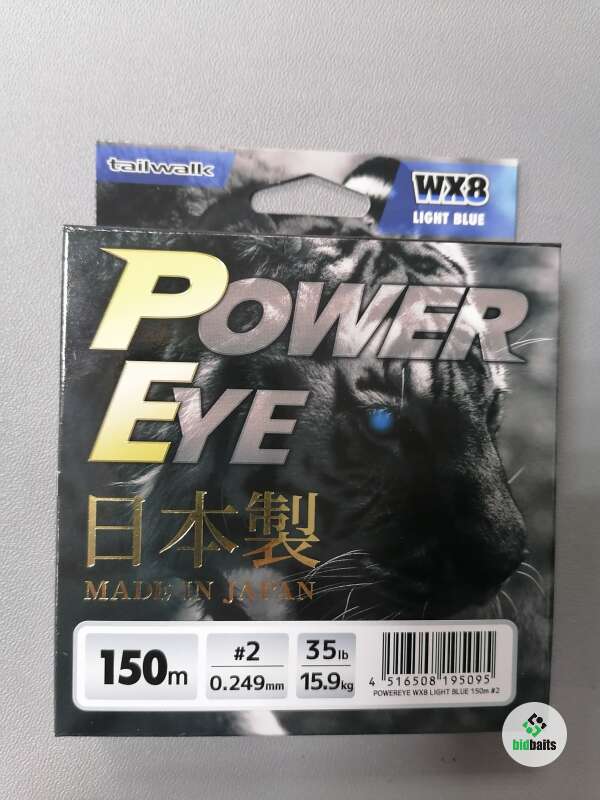 tailwalk
WX8
LIGHT BLUE
POWER
EYE
日本製
MADE IN JAPAN
150m
#2
0.249mm
35lb
15.9kg
4 516508 195095
POWEREYE WX8 LIGHT BLUE 150m #2
bidbaits